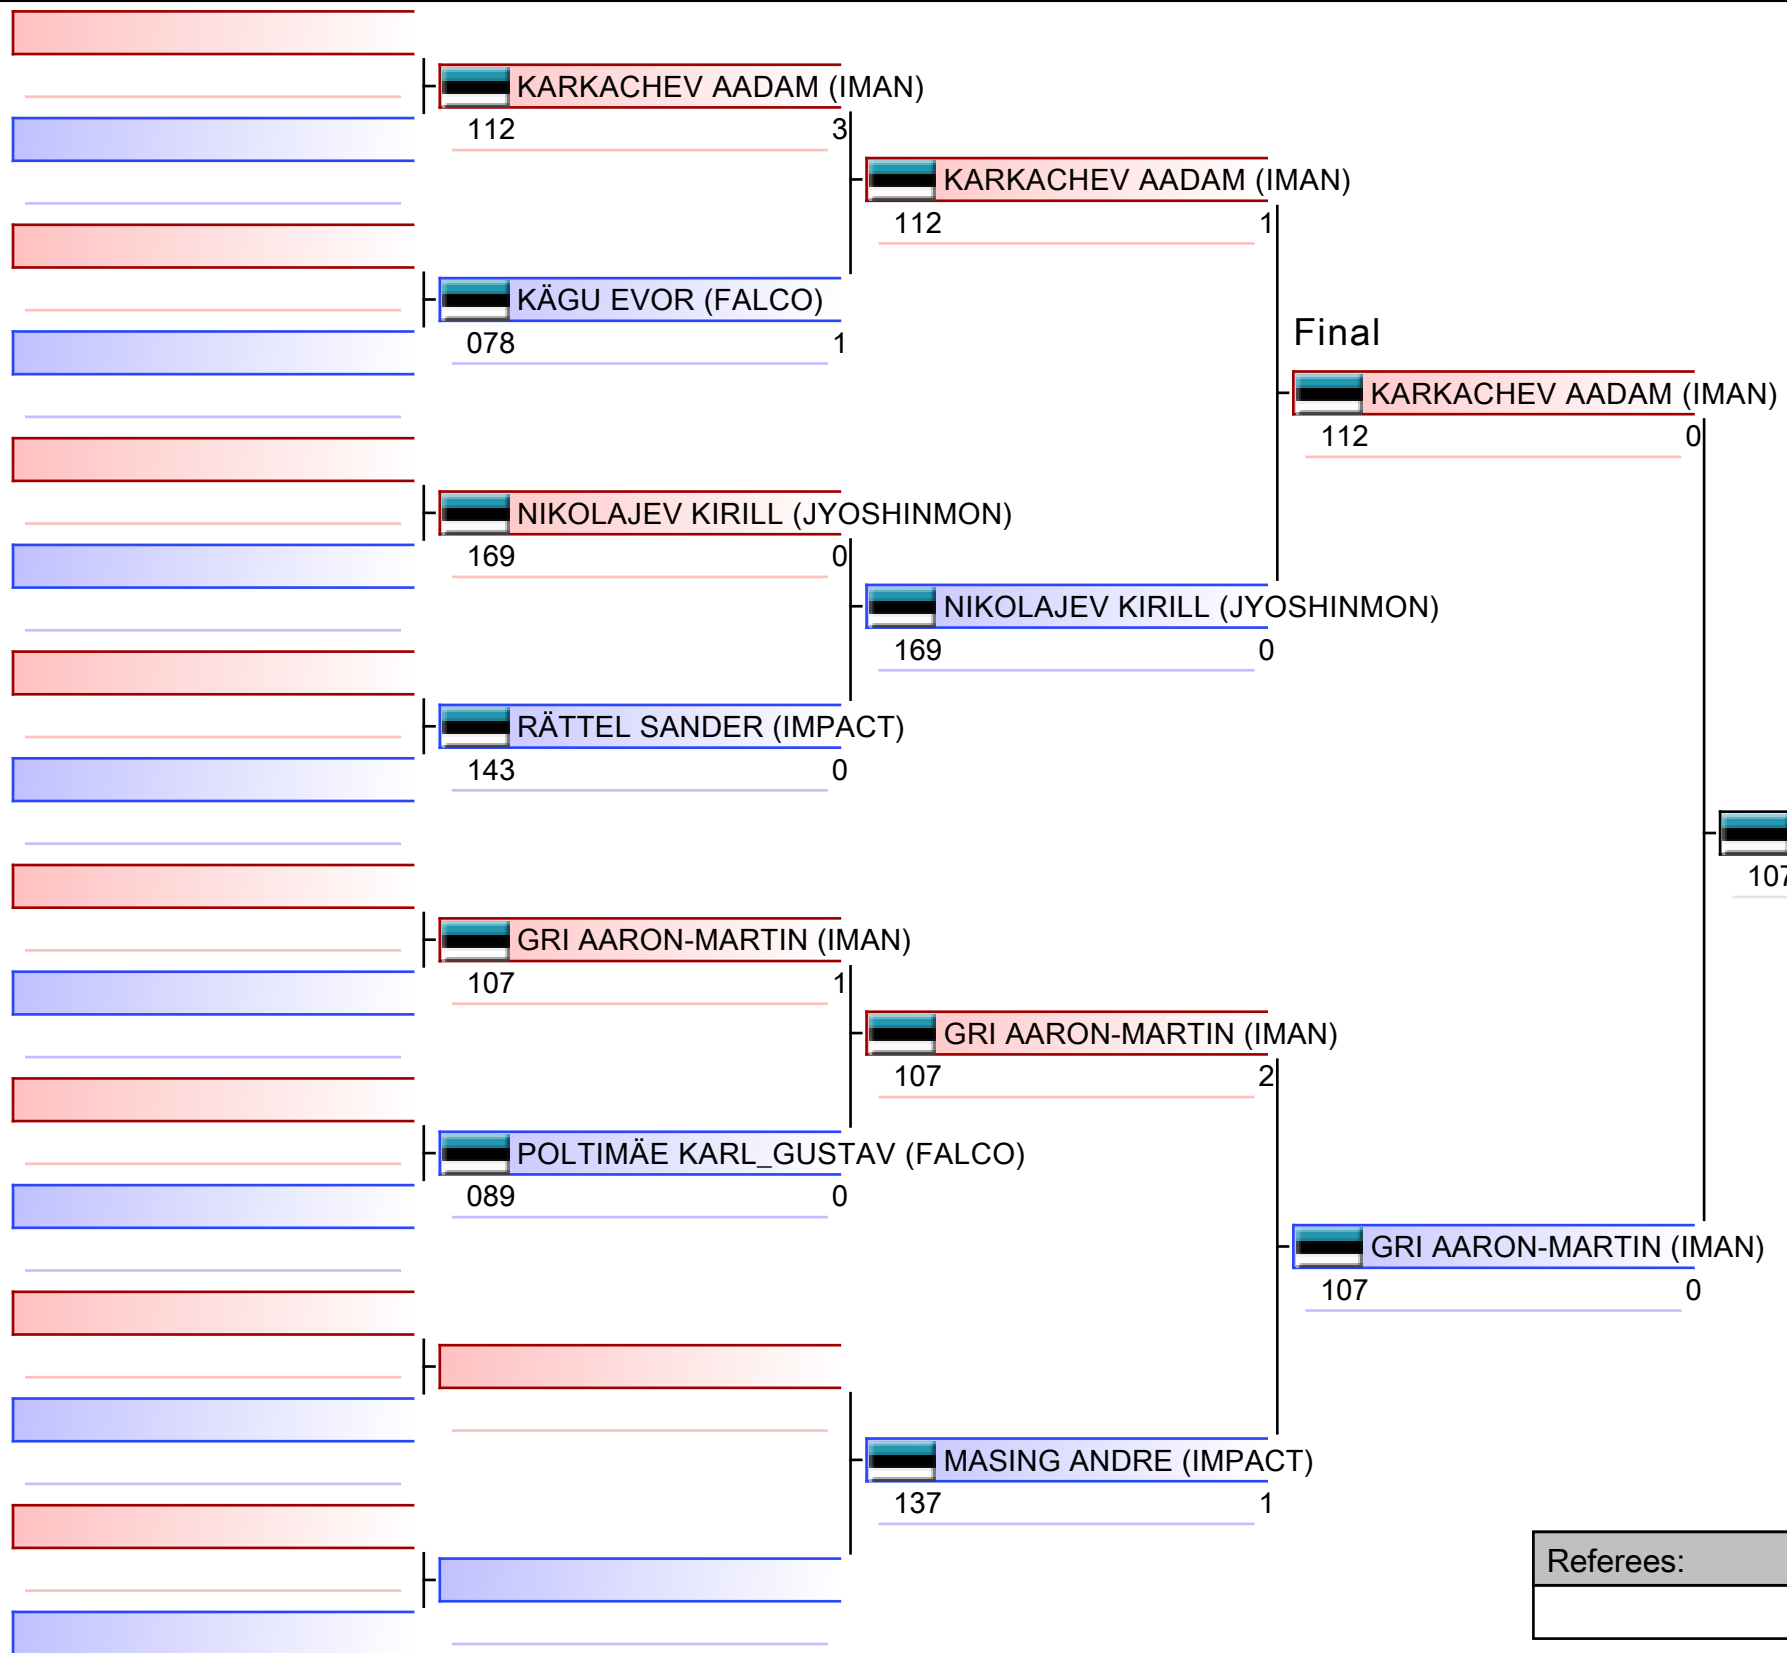 KARKACHEV AADAM (IMAN)
112 3
KARKACHEV AADAM (IMAN)
112 1
KÄGU EVOR (FALCO)
078 1
Final
KARKACHEV AADAM (IMAN)
112 0
NIKOLAJEV KIRILL (JYOSHINMON)
169 0
NIKOLAJEV KIRILL (JYOSHINMON)
169 0
RÄTTEL SANDER (IMPACT)
143 0
107
GRI AARON-MARTIN (IMAN)
107 1
GRI AARON-MARTIN (IMAN)
107 2
POLTIMÄE KARL_GUSTAV (FALCO)
089 0
GRI AARON-MARTIN (IMAN)
107 0
MASING ANDRE (IMPACT)
137 1
Referees: